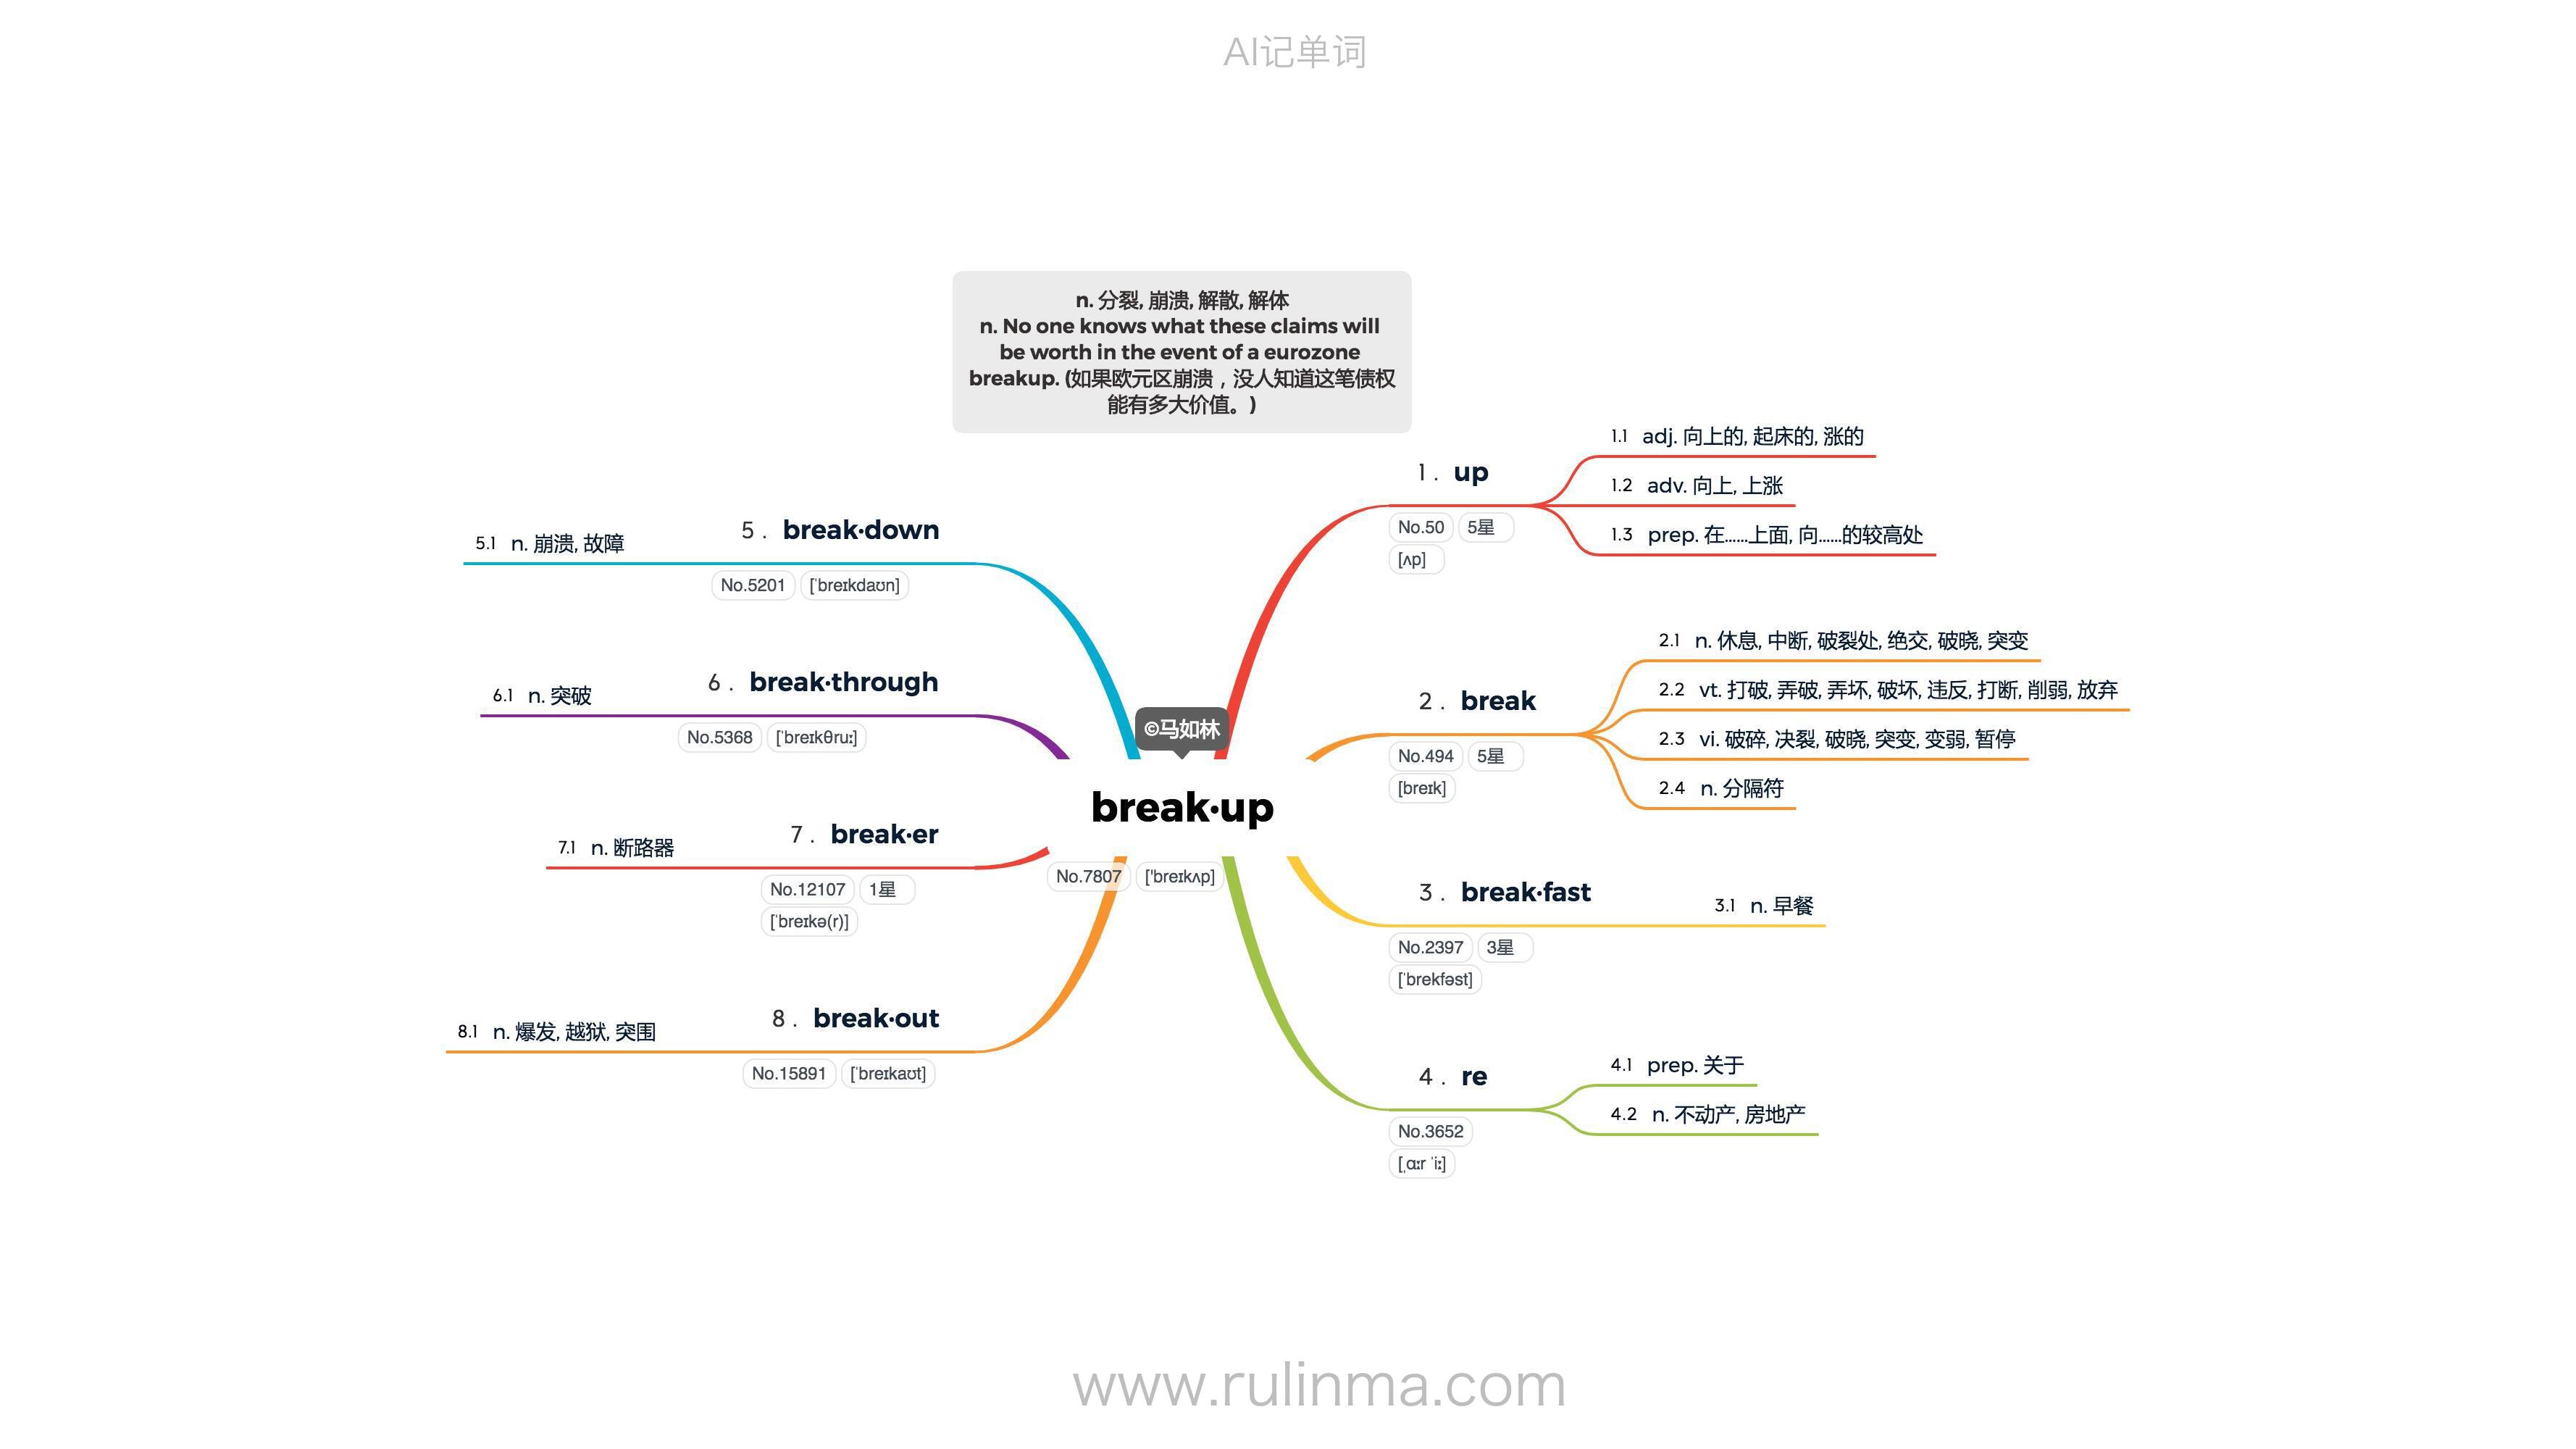 AI记单词
n. 分裂, 崩溃, 解散, 解体
n. No one knows what these claims will
be worth in the event of a eurozone
breakup. (如果欧元区崩溃，没人知道这笔债权
能有多大价值。)
©马如林
break·up
No.7807 ['breɪkʌp]
1. up
No.50 5星
[ʌp]
1.1 adj. 向上的, 起床的, 涨的
1.2 adv. 向上, 上涨
1.3 prep. 在……上面, 向……的较高处
2. break
No.494 5星
[breɪk]
2.1 n. 休息, 中断, 破裂处, 绝交, 破晓, 突变
2.2 vt. 打破, 弄破, 弄坏, 破坏, 违反, 打断, 削弱, 放弃
2.3 vi. 破碎, 决裂, 破晓, 突变, 变弱, 暂停
2.4 n. 分隔符
3. break·fast
No.2397 3星
[ˈbrekfəst]
3.1 n. 早餐
4. re
No.3652
[ˌɑːr ˈiː]
4.1 prep. 关于
4.2 n. 不动产, 房地产
5. break·down
No.5201 [ˈbreɪkdaʊn]
5.1 n. 崩溃, 故障
6. break·through
No.5368 [ˈbreɪkθruː]
6.1 n. 突破
7. break·er
No.12107 1星
[ˈbreɪkə(r)]
7.1 n. 断路器
8. break·out
No.15891 [ˈbreɪkaʊt]
8.1 n. 爆发, 越狱, 突围
www.rulinma.com